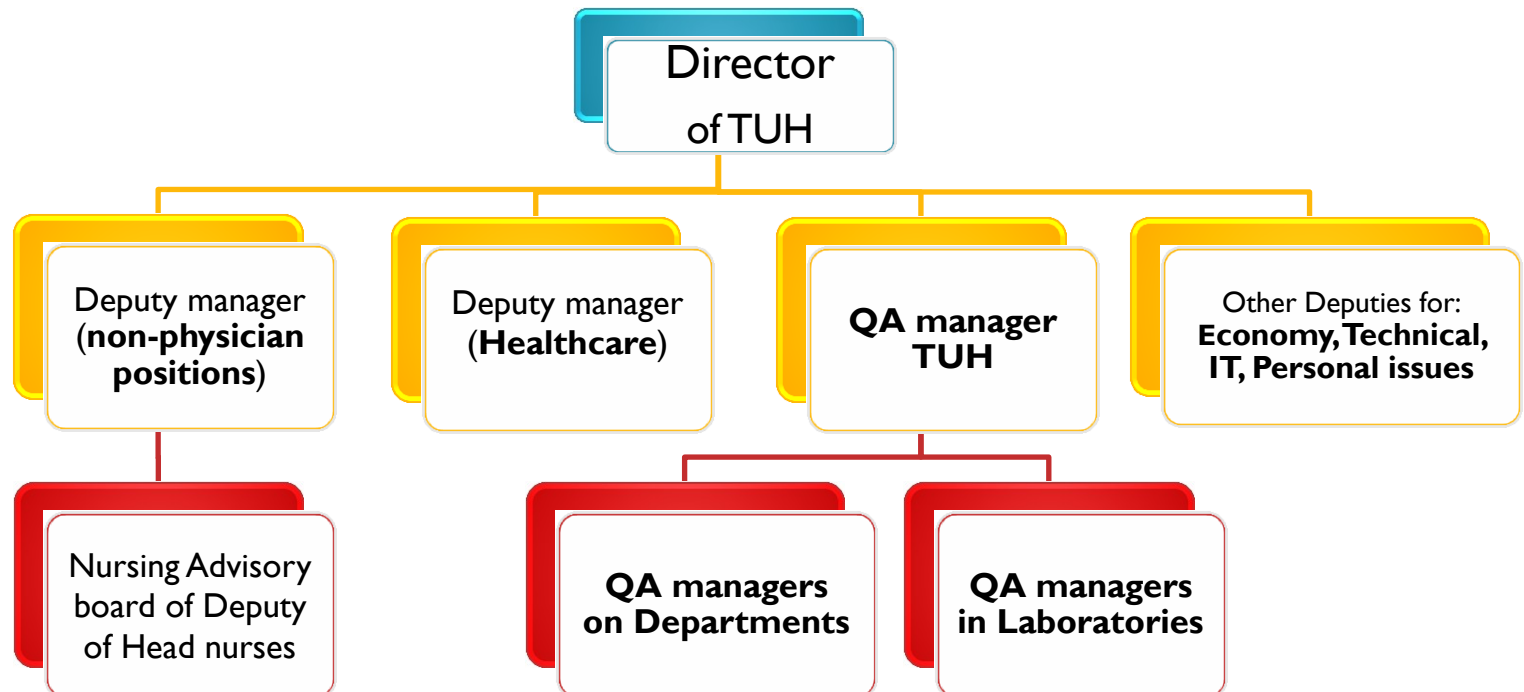 Director
of TUH
Deputy manager
(non-physician
positions)
Deputy manager
(Healthcare)
QA manager
TUH
Other Deputies for:
Economy, Technical,
IT, Personal issues
Nursing Advisory
board of Deputy
of Head nurses
QA managers
on Departments
QA managers
in Laboratories